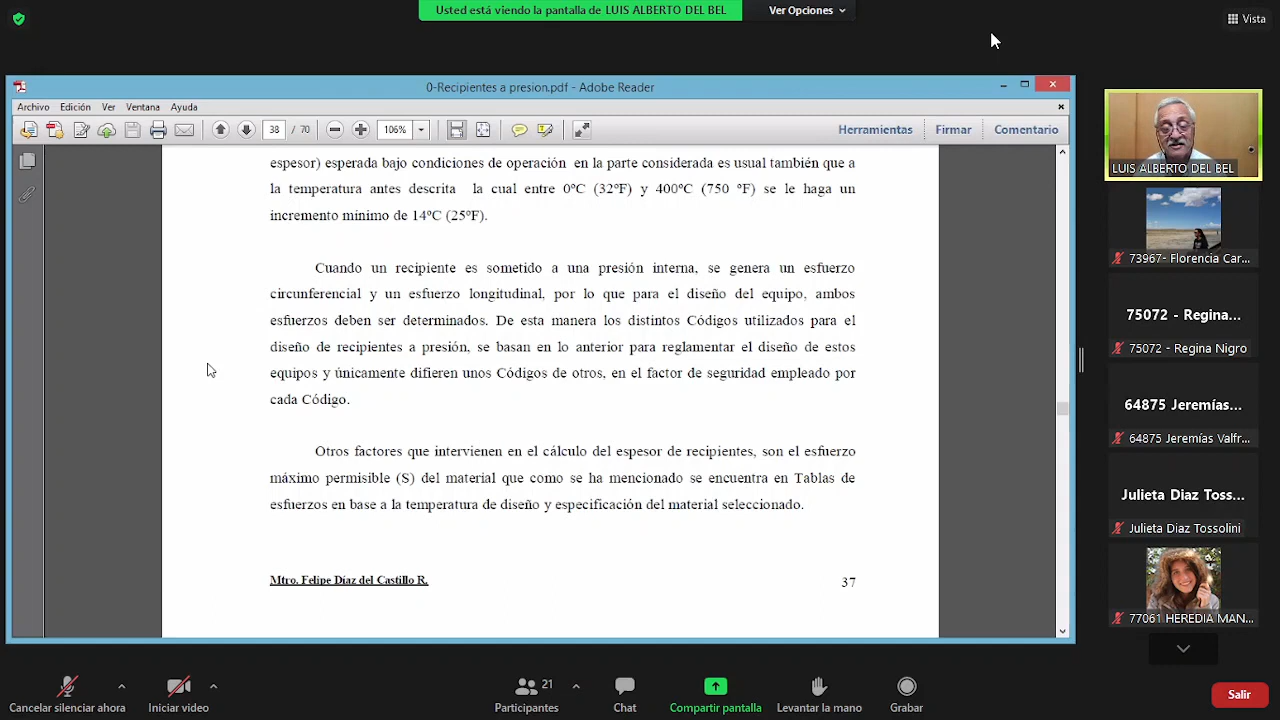 Usted está viendo la pantalla de LUIS ALBERTO DEL BEL
Ver Opciones
Vista
0-Recipientes a presion.pdf - Adobe Reader
Archivo Edición Ver Ventana Ayuda
38 / 70 106% Herramientas Firmar Comentario
espesor) esperada bajo condiciones de operación en la parte considerada es usual también que a
la temperatura antes descrita la cual entre 0ºC (32ºF) y 400ºC (750 ºF) se le haga un
incremento mínimo de 14ºC (25ºF).
Cuando un recipiente es sometido a una presión interna, se genera un esfuerzo
circunferencial y un esfuerzo longitudinal, por lo que para el diseño del equipo, ambos
esfuerzos deben ser determinados. De esta manera los distintos Códigos utilizados para el
diseño de recipientes a presión, se basan en lo anterior para reglamentar el diseño de estos
equipos y únicamente difieren unos Códigos de otros, en el factor de seguridad empleado por
cada Código.
Otros factores que intervienen en el cálculo del espesor de recipientes, son el esfuerzo
máximo permisible (S) del material que como se ha mencionado se encuentra en Tablas de
esfuerzos en base a la temperatura de diseño y especificación del material seleccionado.
Mtro. Felipe Díaz del Castillo R.
37
LUIS ALBERTO DEL BEL
73967- Florencia Car...
75072 - Regina...
75072 - Regina Nigro
64875 Jeremías...
64875 Jeremías Valfr...
Julieta Diaz Toss...
Julieta Diaz Tossolini
77061 HEREDIA MAN...
Cancelar silenciar ahora
Iniciar video
21
Participantes
Chat
Compartir pantalla
Levantar la mano
Grabar
Salir